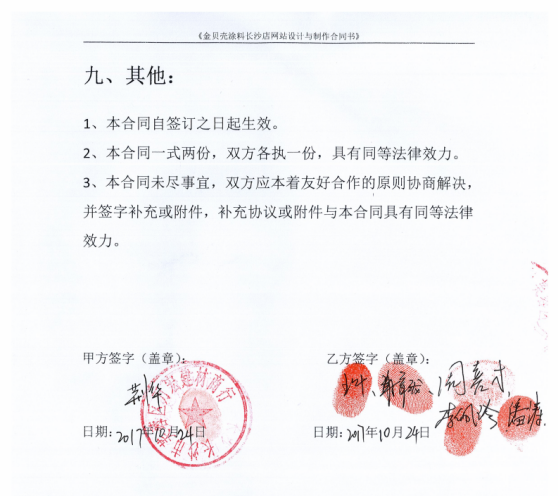 《金贝壳涂料长沙店网站设计与制作合同书》
九、其他：
1、本合同自签订之日起生效。
2、本合同一式两份，双方各执一份，具有同等法律效力。
3、本合同未尽事宜，双方应本着友好合作的原则协商解决，
并签字补充或附件，补充协议或附件与本合同具有同等法律
效力。
甲方签字（盖章）：
乙方签字（盖章）：
日期：2017年10月24日
日期：2017年10月24日